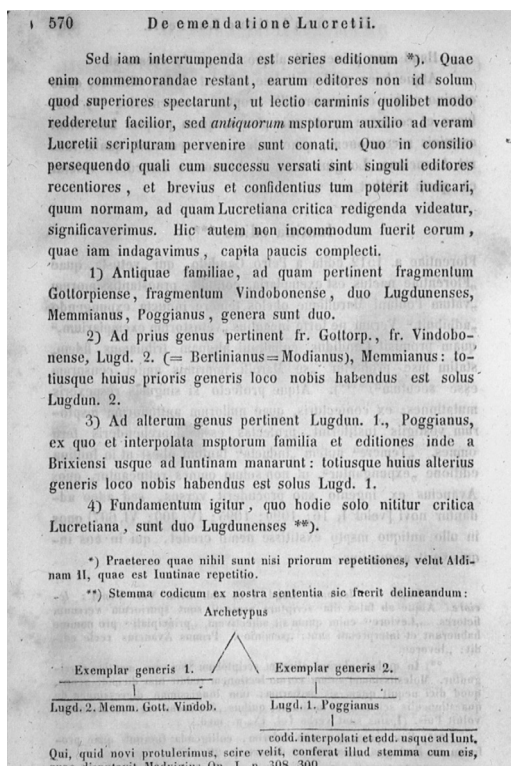 570 De emendatione Lucretii.
Sed iam interrumpenda est series editionum *). Quae
enim commemorandae restant, earum editores non id solum
quod superiores spectarunt, ut lectio carminis quolibet modo
redderetur facilior, sed antiquorum msptorum auxilio ad veram
Lucretii scripturam pervenire sunt conati. Quo in consilio
persequendo quali cum successu versati sint singuli editores
recentiores, et brevius et confidentius tum poterit iudicari,
quum normam, ad quam Lucretiana critica redigenda videatur,
significaverimus. Hic autem non incommodum fuerit eorum,
quae iam indagavimus, capita paucis complecti.
1) Antiquae familiae, ad quam pertinent fragmentum
Gottorpiense, fragmentum Vindobonense, duo Lugdunenses,
Memmianus, Poggianus, genera sunt duo.
2) Ad prius genus pertinent fr. Gottorp., fr. Vindobo-
nense, Lugd. 2. (= Bertinianus = Modianus), Memmianus: to-
tiusque huius prioris generis loco nobis habendus est solus
Lugdun. 2.
3) Ad alterum genus pertinent Lugdun. 1., Poggianus,
ex quo et interpolata msptorum familia et editiones inde a
Brixiensi usque ad Iuntinam manarunt: totiusque huius alterius
generis loco nobis habendus est solus Lugd. 1.
4) Fundamentum igitur, quo hodie solo nititur critica
Lucretiana, sunt duo Lugdunenses **).
*) Praetereo quae nihil sunt nisi priorum repetitiones, velut Aldi-
nam II, quae est Iuntinae repetitio.
**) Stemma codicum ex nostra sententia sic fuerit delineandum:
Archetypus
Exemplar generis 1. Exemplar generis 2.
Lugd. 2. Memm. Gott. Vindob. Lugd. 1. Poggianus
codd. interpolati et edd. usque ad Iunt.
Qui, quid novi protulerimus, scire velit, conferat illud stemma cum eis,